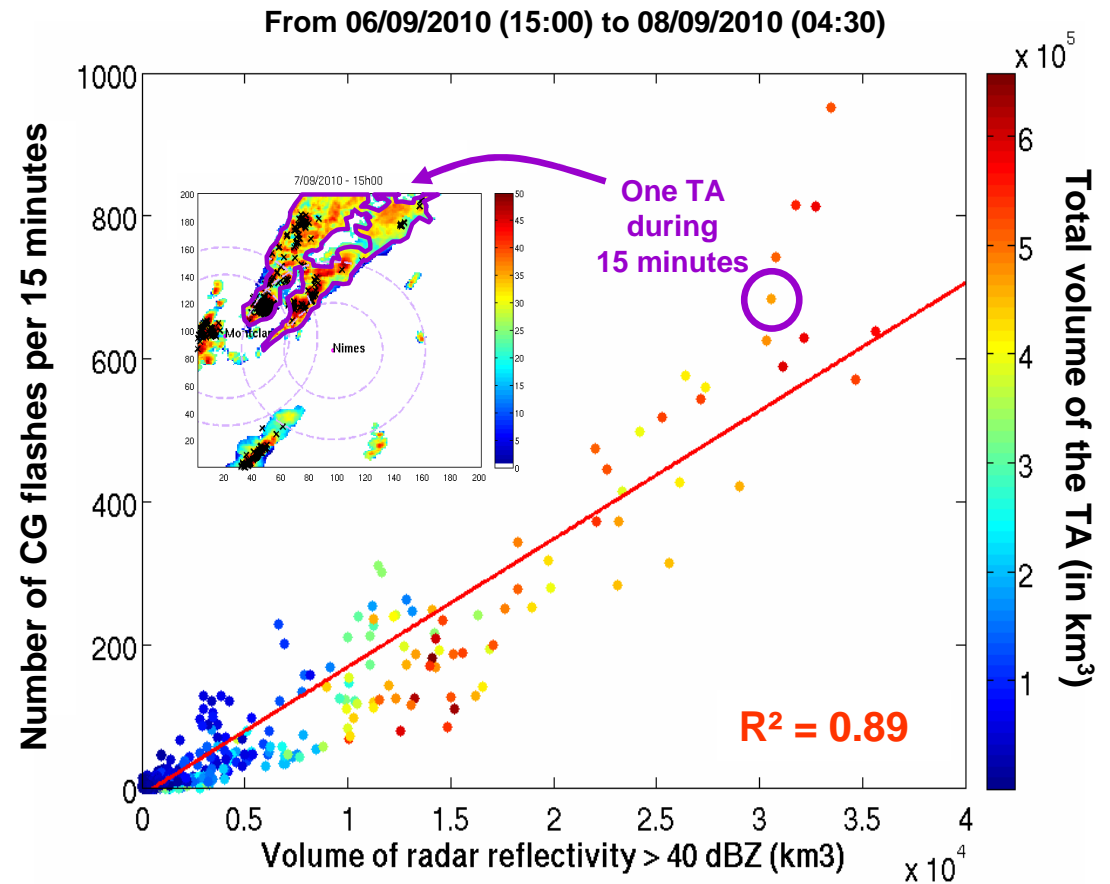 From 06/09/2010 (15:00) to 08/09/2010 (04:30)
x 10⁵
1000
800
600
400
200
0
Number of CG flashes per 15 minutes
7/09/2010 - 15h00
200
180
160
140
120
100
80
60
40
20
20 40 60 80 100 120 140 160 180 200
Nimes
50
45
40
35
30
25
20
15
10
5
0
One TA
during
15 minutes
R² = 0.89
6
5
4
3
2
1
Total volume of the TA (in km³)
0 0.5 1 1.5 2 2.5 3 3.5 4
Volume of radar reflectivity > 40 dBZ (km3)
x 10⁴